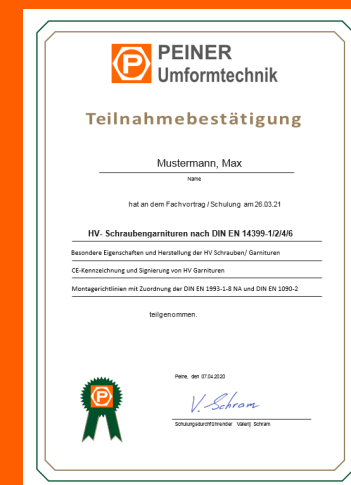 PEINER
Umformtechnik
Teilnahmebestätigung
Mustermann, Max
Name
hat an dem Fachvortrag / Schulung am 26.03.21
HV- Schraubengarnituren nach DIN EN 14399-1/2/4/6
Besondere Eigenschaften und Herstellung der HV Schrauben/ Garnituren
CE-Kennzeichnung und Signierung von HV Garnituren
Montagerichtlinien mit Zuordnung der DIN EN 1993-1-8 NA und DIN EN 1090-2
teilgenommen.
Peine, den 07.04.2020
V. Schram
Schulungsdurchführender Valerij Schram